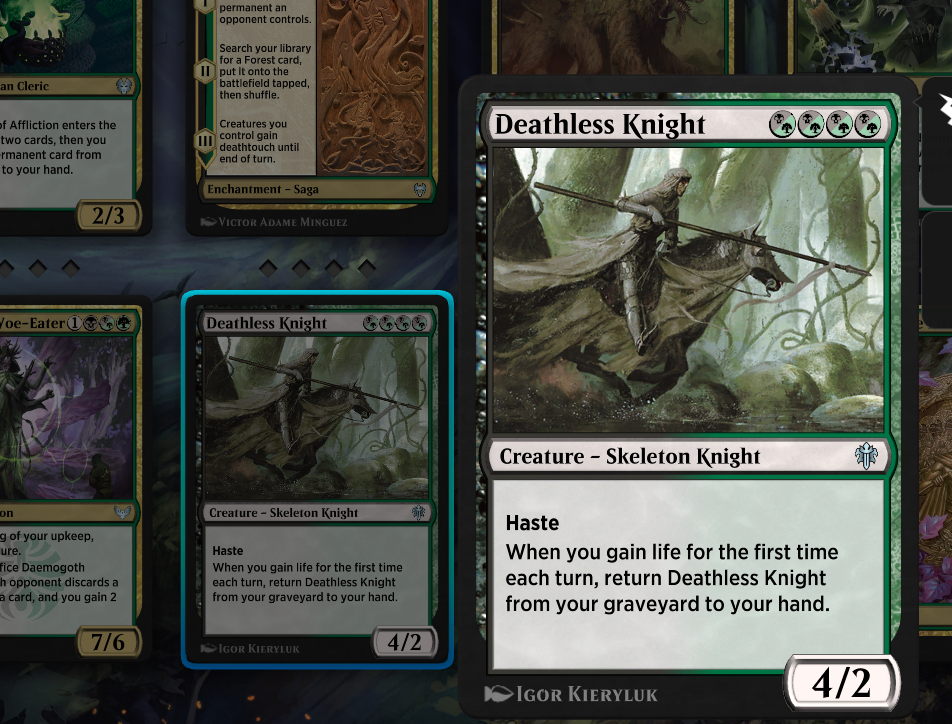 an Cleric
of Affliction enters the
two cards, then you
ermanent card from
to your hand.
2/3
I
permanent an
opponent controls.
II
Search your library
for a Forest card,
put it onto the
battlefield tapped,
then shuffle.
III
Creatures you
control gain
deathtouch until
end of turn.
Enchantment – Saga
Victor Adame Minguez
Woe-Eater 1
on
g of your upkeep,
ure.
fice Daemogoth
h opponent discards a
a card, and you gain 2
7/6
Deathless Knight
Creature – Skeleton Knight
Haste
When you gain life for the first time
each turn, return Deathless Knight
from your graveyard to your hand.
Igor Kieryluk
4/2
Deathless Knight
Creature – Skeleton Knight
Haste
When you gain life for the first time
each turn, return Deathless Knight
from your graveyard to your hand.
Igor Kieryluk
4/2